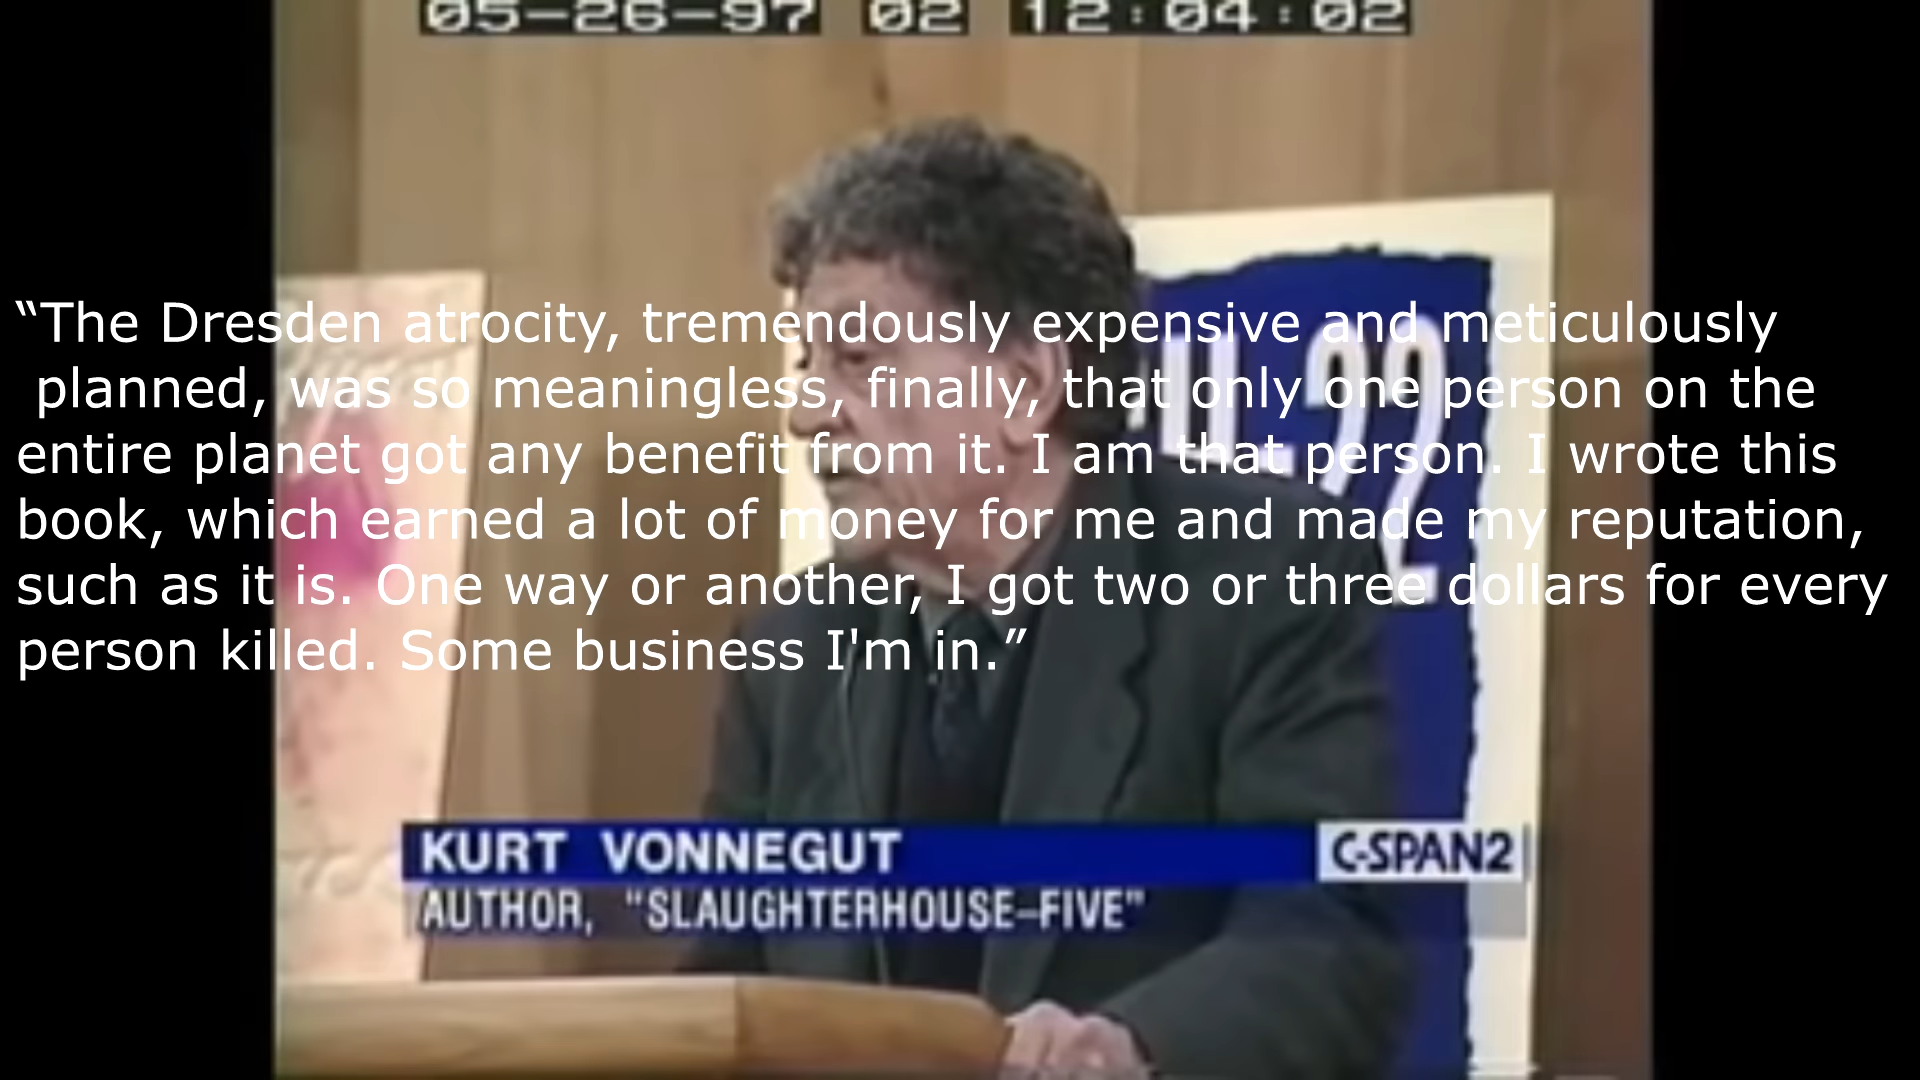 05-26-97 02 12:04:02
“The Dresden atrocity, tremendously expensive and meticulously
planned, was so meaningless, finally, that only one person on the
entire planet got any benefit from it. I am that person. I wrote this
book, which earned a lot of money for me and made my reputation,
such as it is. One way or another, I got two or three dollars for every
person killed. Some business I'm in.”
-22
22
KURT VONNEGUT
C-SPAN2
AUTHOR, "SLAUGHTERHOUSE-FIVE"